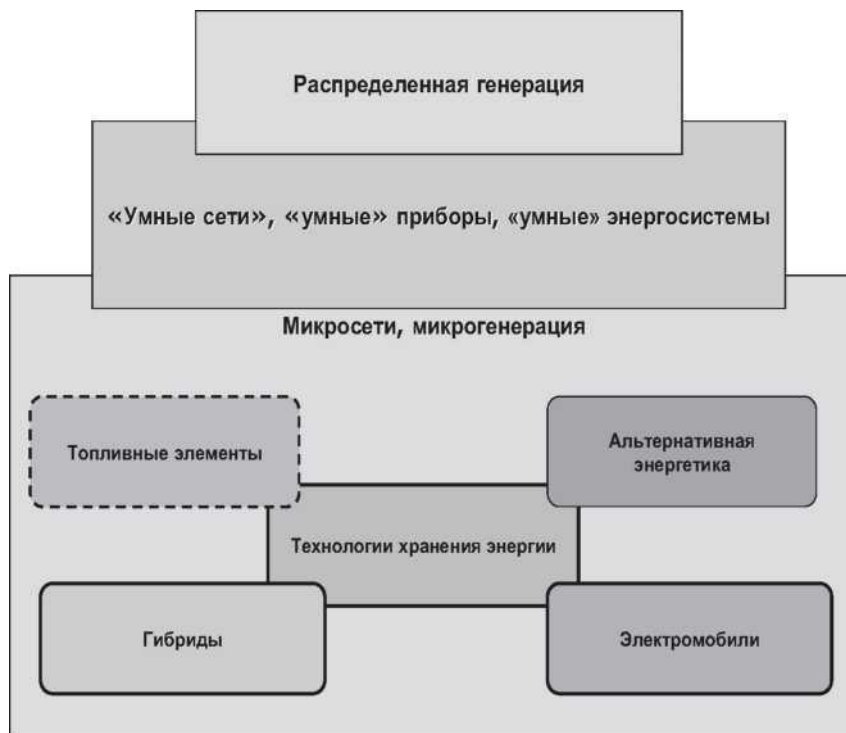 Распределенная генерация
«Умные сети», «умные» приборы, «умные» энергосистемы
Микросети, микрогенерация
Топливные элементы
Альтернативная
энергетика
Технологии хранения энергии
Гибриды
Электромобили